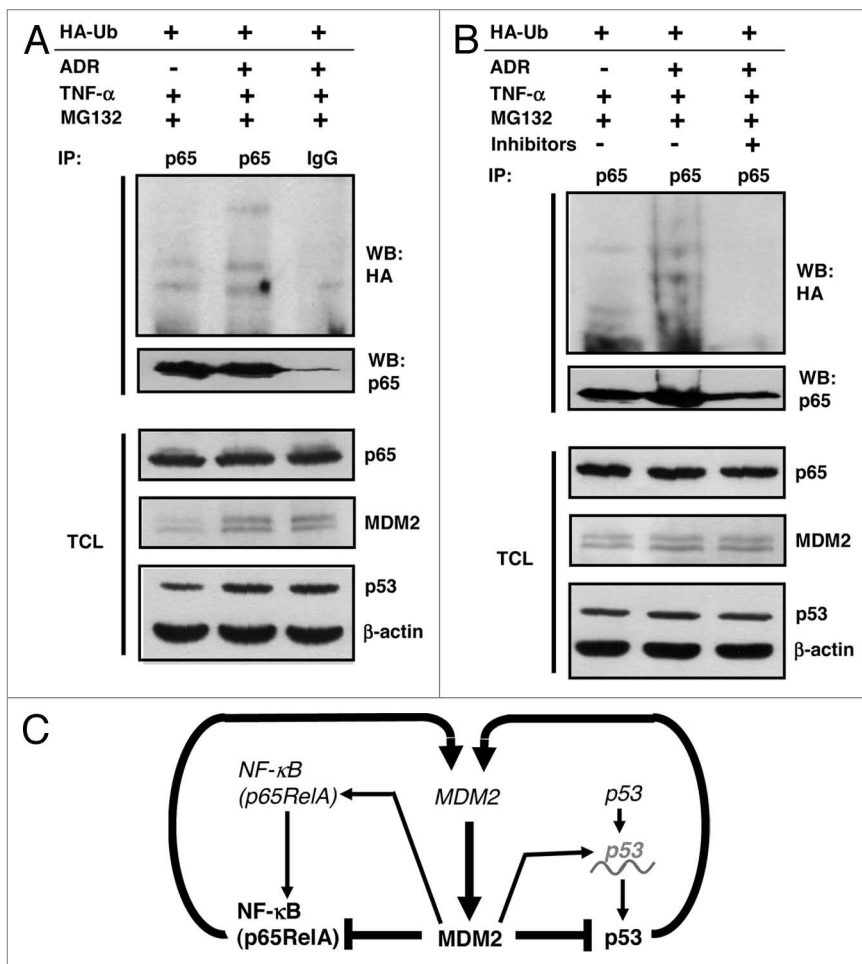 A
HA-Ub + + +
ADR - + +
TNF-α + + +
MG132 + + +
IP: p65 p65 IgG
WB: HA
WB: p65
TCL
p65
MDM2
p53
β-actin
B
HA-Ub + + +
ADR - + +
TNF-α + + +
MG132 + + +
Inhibitors - - +
IP: p65 p65 p65
WB: HA
WB: p65
TCL
p65
MDM2
p53
β-actin
C
NF-κB
(p65RelA)
MDM2
p53
p53
NF-κB
(p65RelA)
MDM2
p53